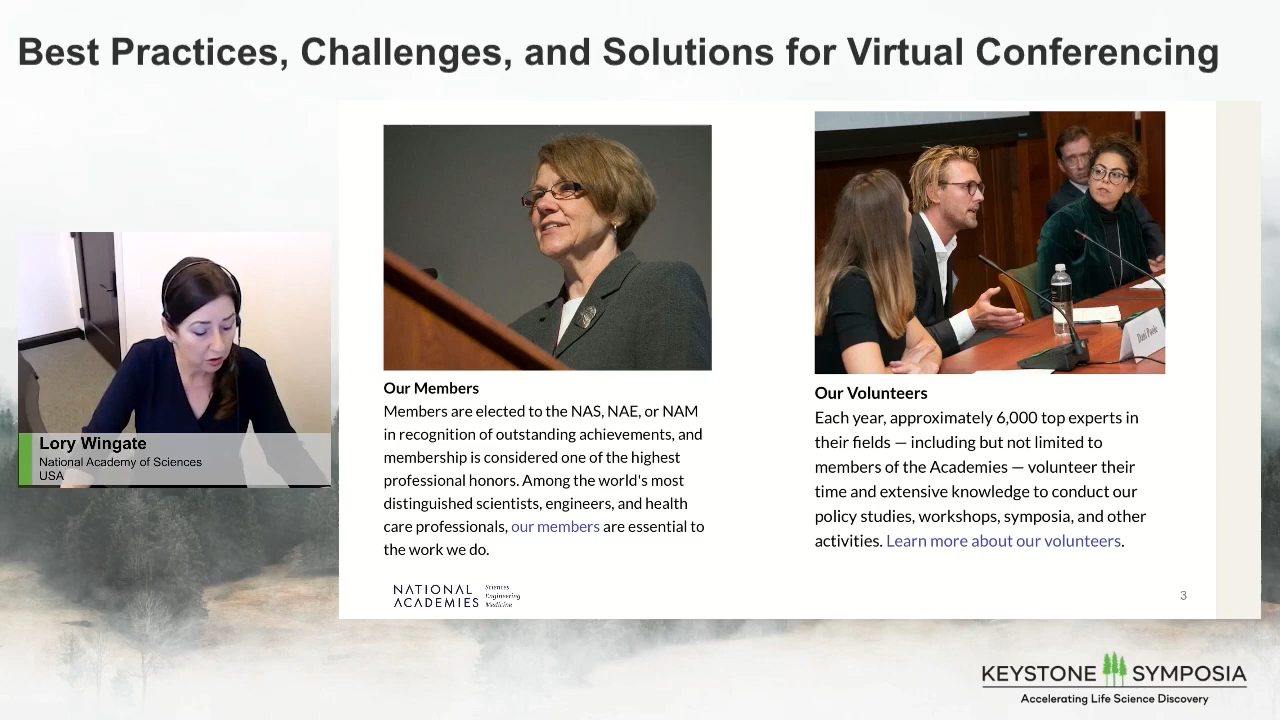 Best Practices, Challenges, and Solutions for Virtual Conferencing
Lory Wingate
National Academy of Sciences
USA
Our Members
Members are elected to the NAS, NAE, or NAM
in recognition of outstanding achievements, and
membership is considered one of the highest
professional honors. Among the world's most
distinguished scientists, engineers, and health
care professionals, our members are essential to
the work we do.
Our Volunteers
Each year, approximately 6,000 top experts in
their fields — including but not limited to
members of the Academies — volunteer their
time and extensive knowledge to conduct our
policy studies, workshops, symposia, and other
activities. Learn more about our volunteers.
NATIONAL
ACADEMIES
Sciences
Engineering
Medicine
3
KEYSTONE SYMPOSIA
Accelerating Life Science Discovery